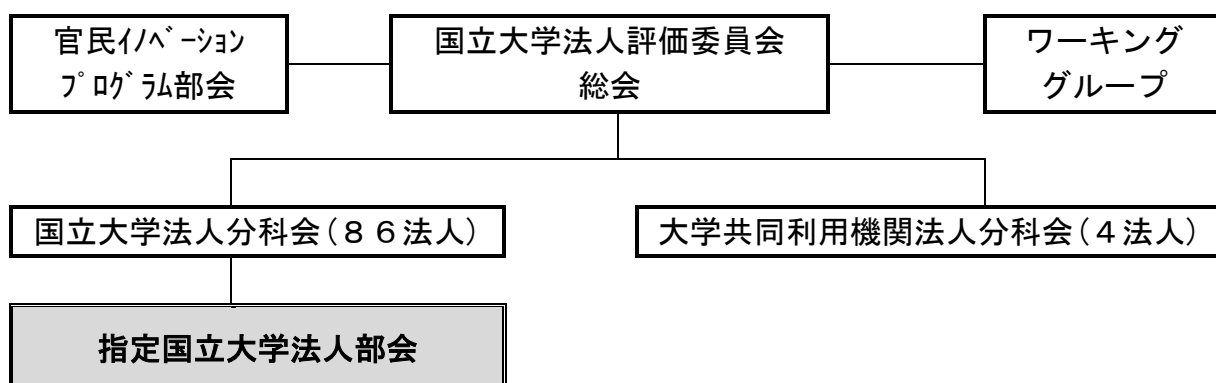 官民ｲﾉﾍﾞｰｼｮﾝ
ﾌﾟﾛｸﾞﾗﾑ部会
国立大学法人評価委員会
総会
ワーキング
グループ
国立大学法人分科会（８６法人）
大学共同利用機関法人分科会（４法人）
指定国立大学法人部会